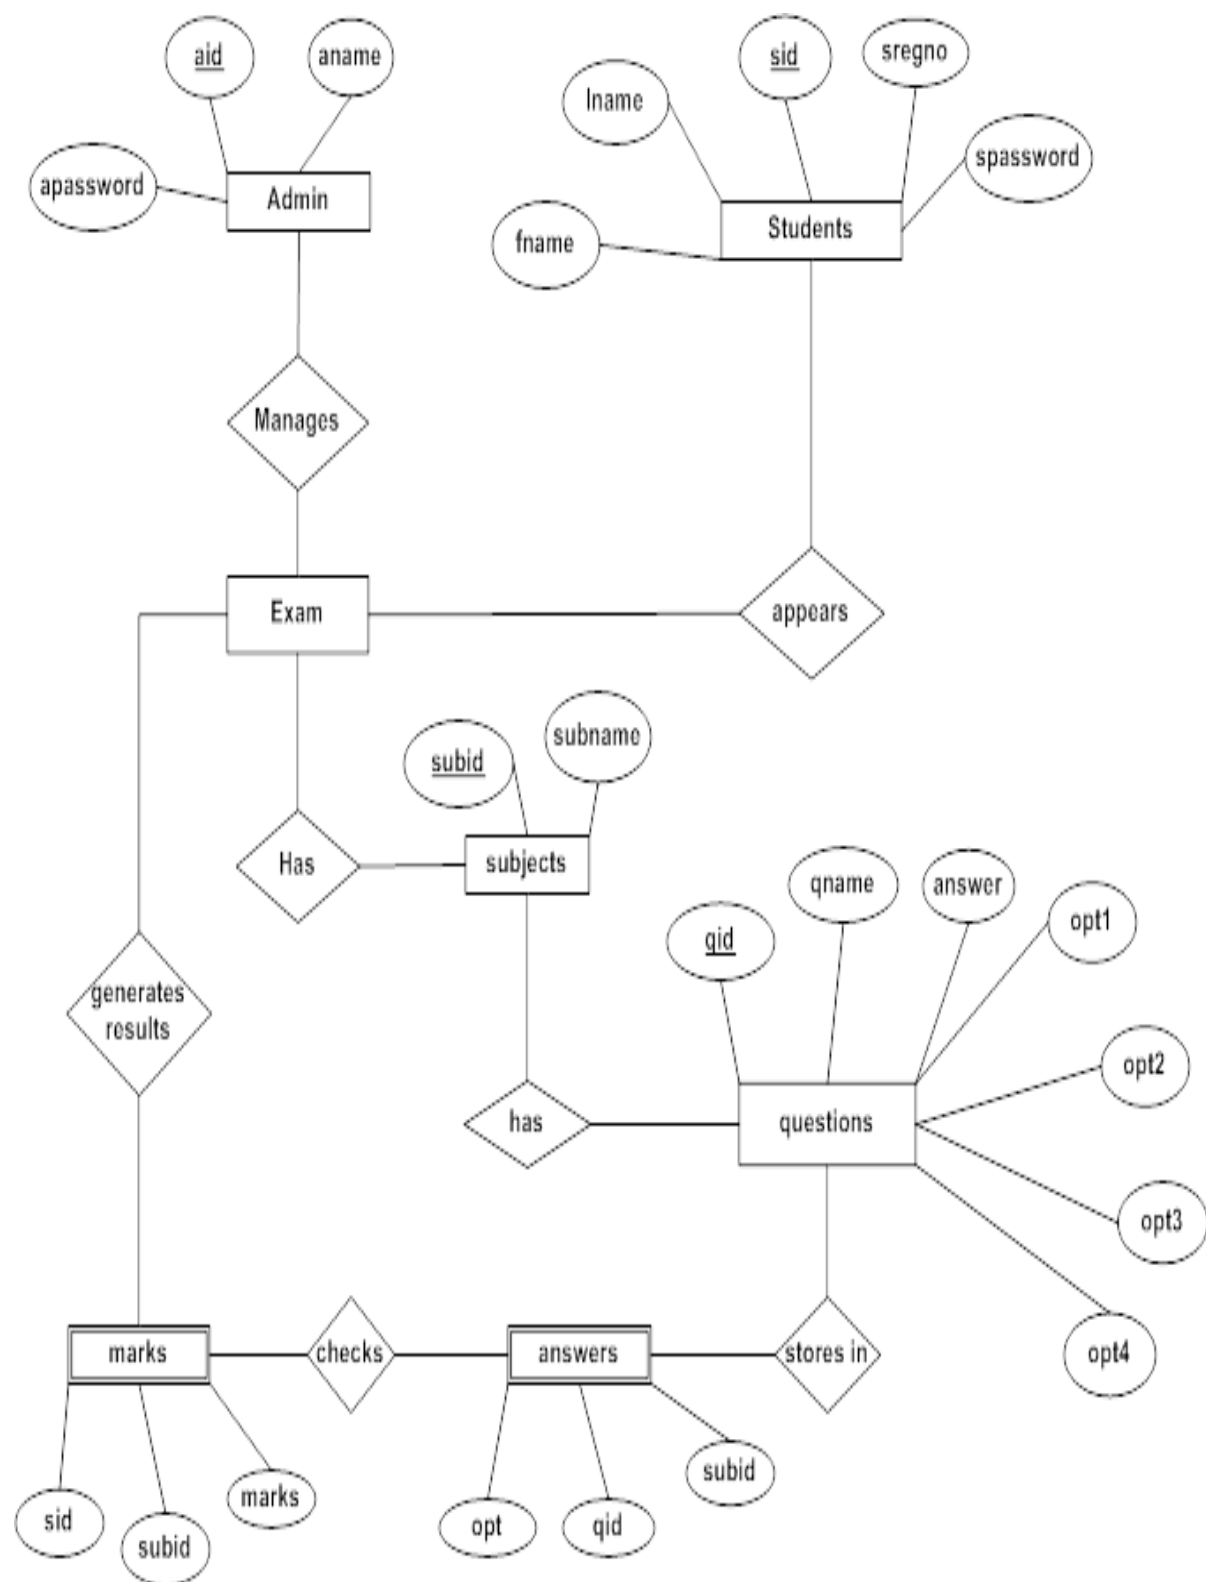 aid
aname
sid
sregno
lname
spassword
apassword
Admin
Students
fname
Manages
Exam
appears
subid
subname
Has
subjects
qname
answer
opt1
qid
generates
results
opt2
has
questions
opt3
marks
checks
answers
stores in
opt4
subid
marks
sid
subid
opt
qid